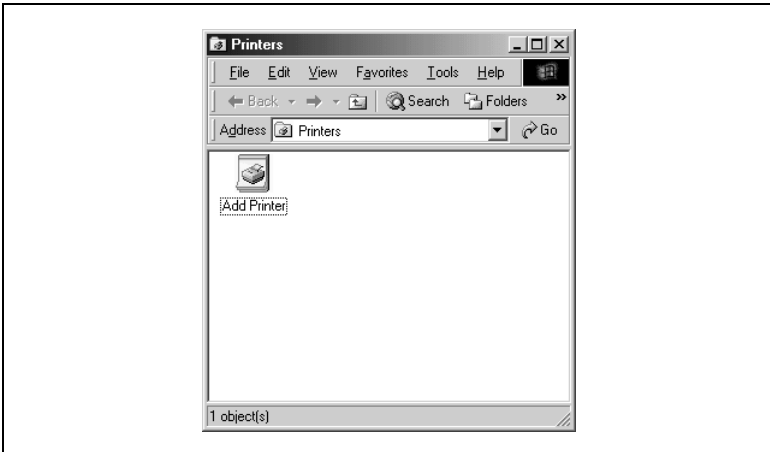 Printers
File Edit View Favorites Tools Help
Back Search Folders »
Address Printers Go
Add Printer
1 object(s)